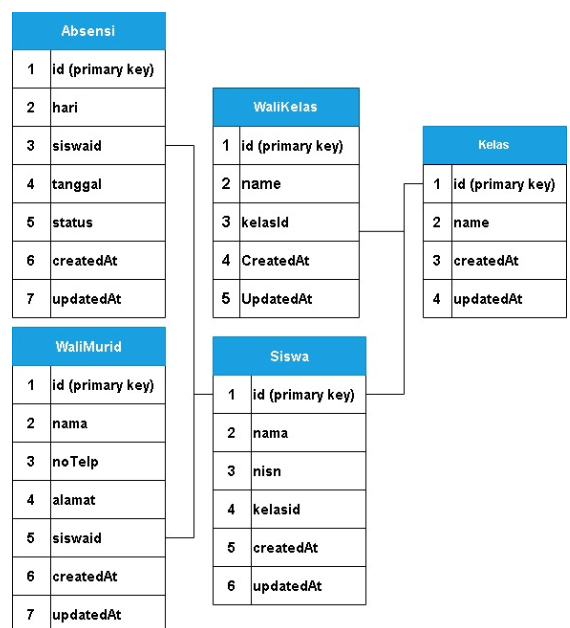 Absensi
1 id (primary key)
2 hari
3 siswaid
4 tanggal
5 status
6 createdAt
7 updatedAt
WaliKelas
1 id (primary key)
2 name
3 kelasId
4 CreatedAt
5 UpdatedAt
Kelas
1 id (primary key)
2 name
3 createdAt
4 updatedAt
WaliMurid
1 id (primary key)
2 nama
3 noTelp
4 alamat
5 siswaid
6 createdAt
7 updatedAt
Siswa
1 id (primary key)
2 nama
3 nisn
4 kelasid
5 createdAt
6 updatedAt